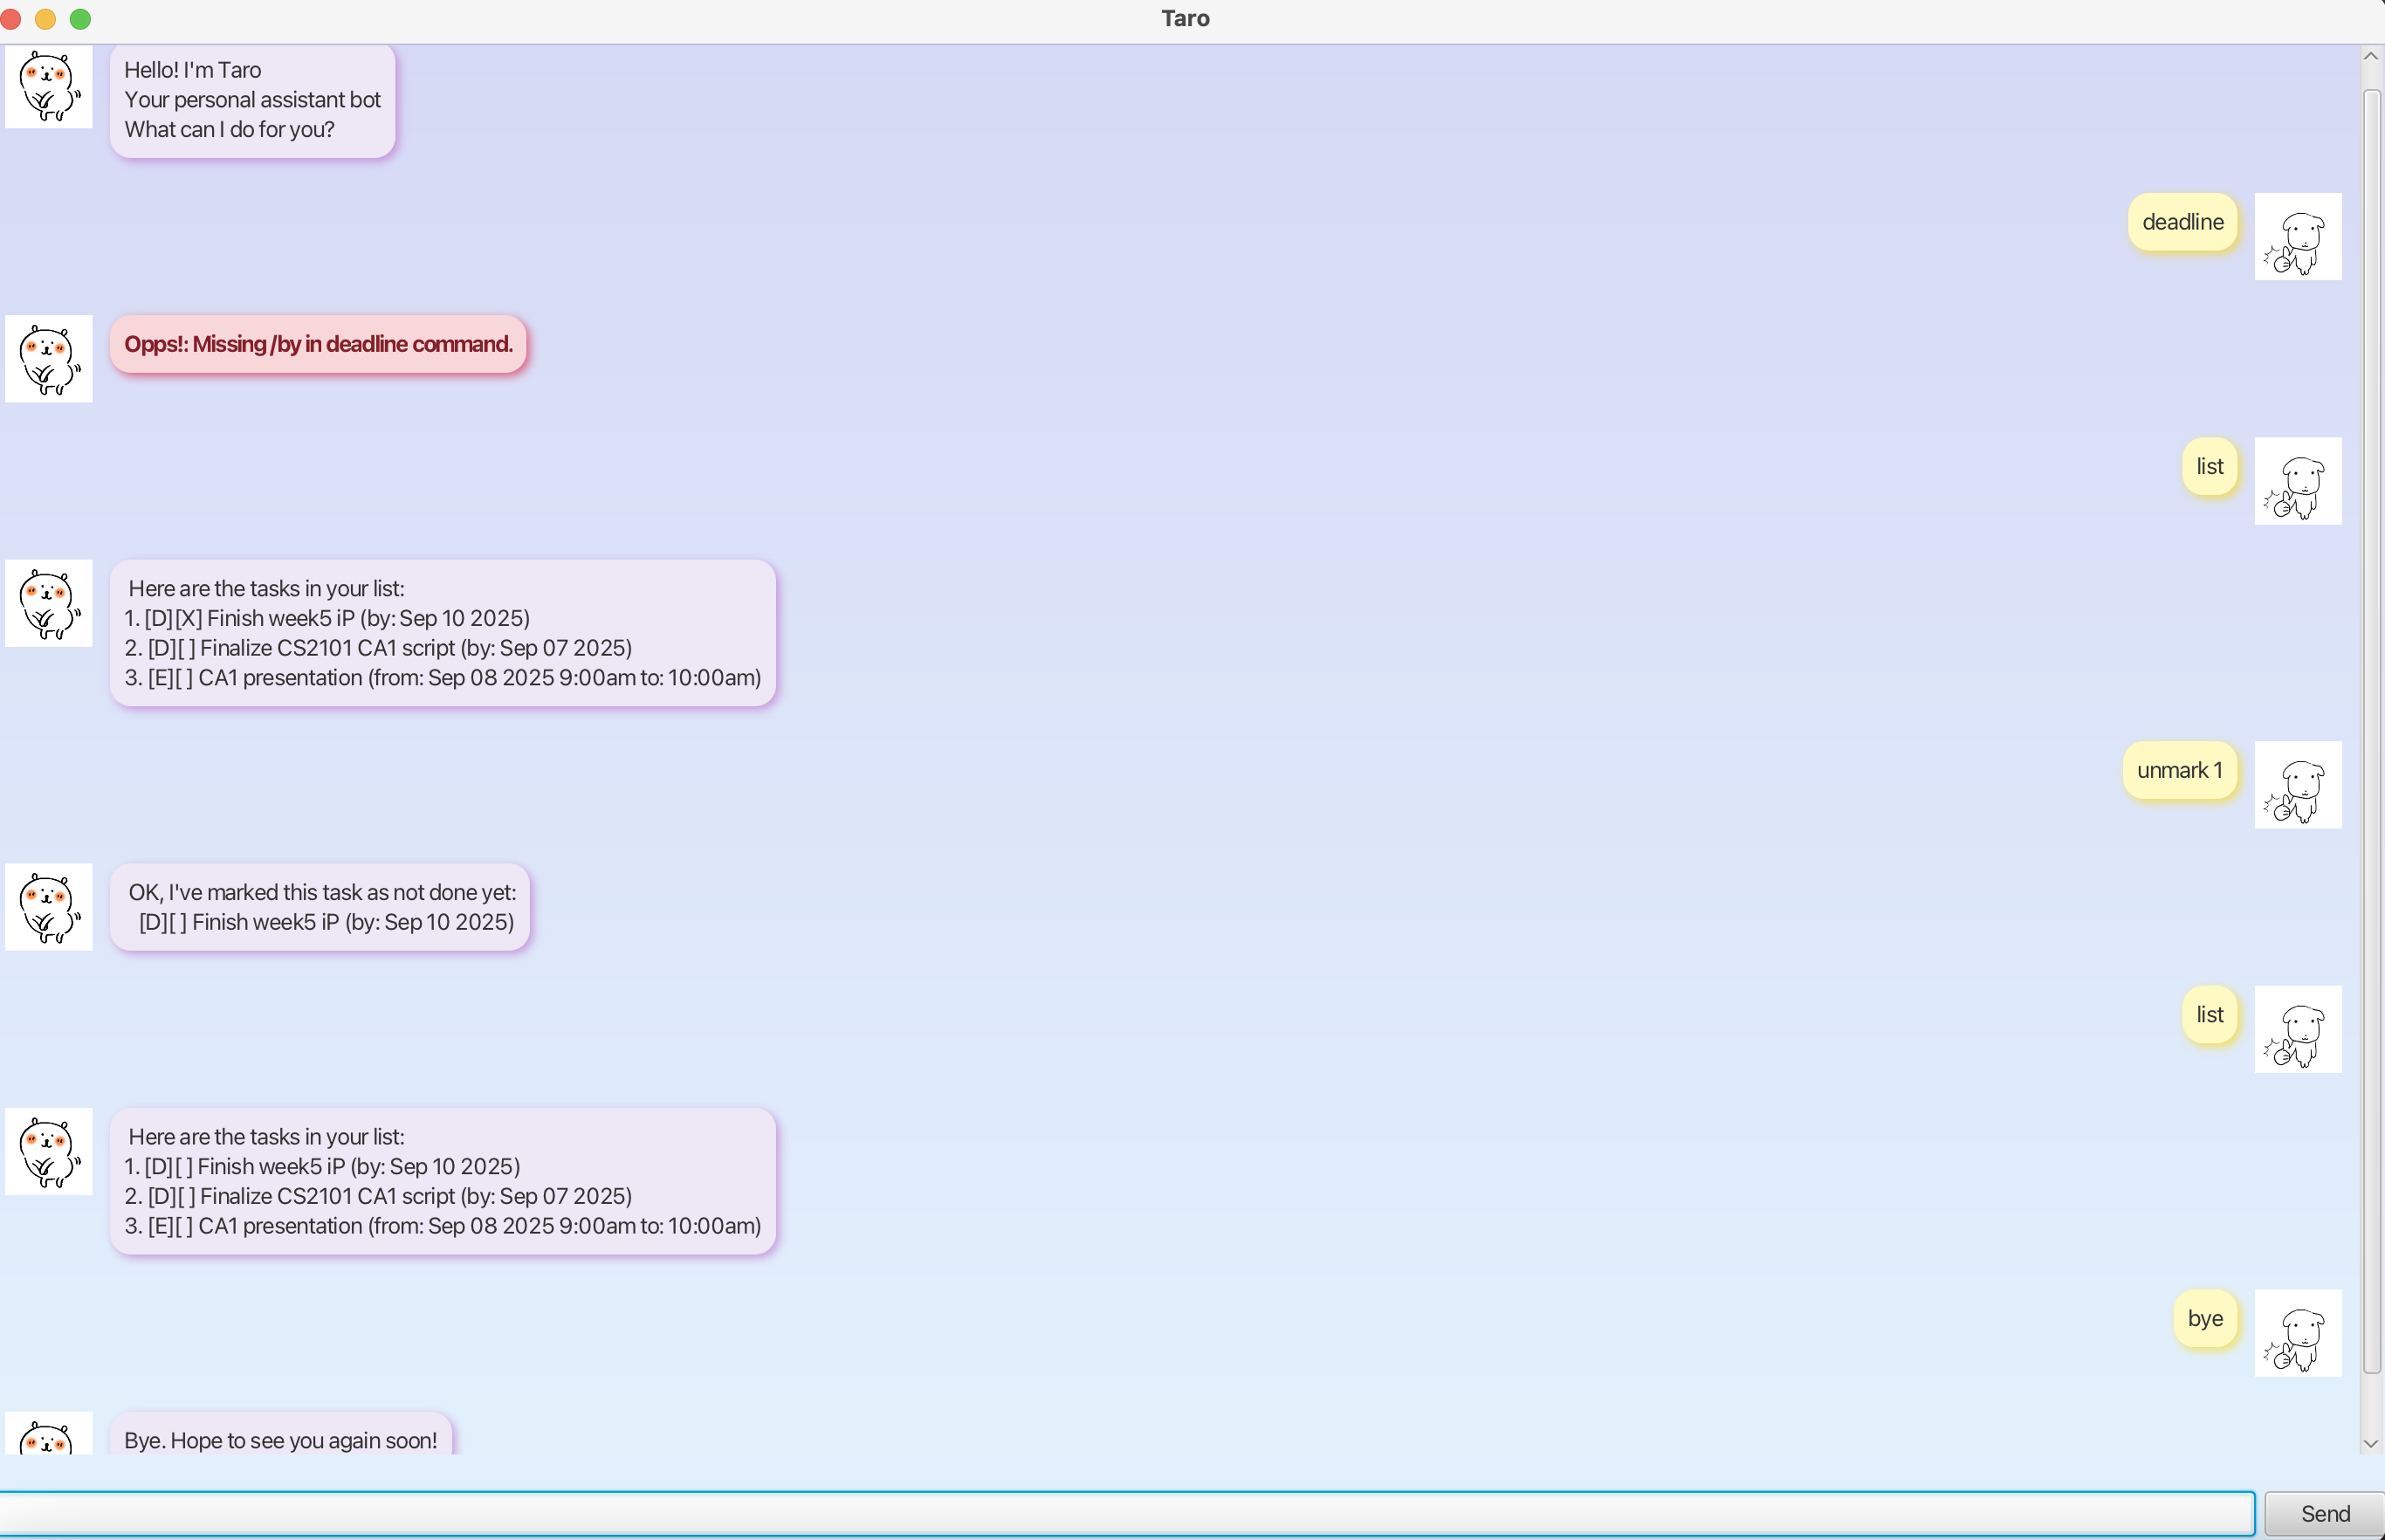 Taro
Hello! I'm Taro
Your personal assistant bot
What can I do for you?
deadline
Opps!: Missing /by in deadline command.
list
Here are the tasks in your list:
1. [D][X] Finish week5 iP (by: Sep 10 2025)
2. [D][ ] Finalize CS2101 CA1 script (by: Sep 07 2025)
3. [E][ ] CA1 presentation (from: Sep 08 2025 9:00am to: 10:00am)
unmark 1
OK, I've marked this task as not done yet:
[D][ ] Finish week5 iP (by: Sep 10 2025)
list
Here are the tasks in your list:
1. [D][ ] Finish week5 iP (by: Sep 10 2025)
2. [D][ ] Finalize CS2101 CA1 script (by: Sep 07 2025)
3. [E][ ] CA1 presentation (from: Sep 08 2025 9:00am to: 10:00am)
bye
Bye. Hope to see you again soon!
Send